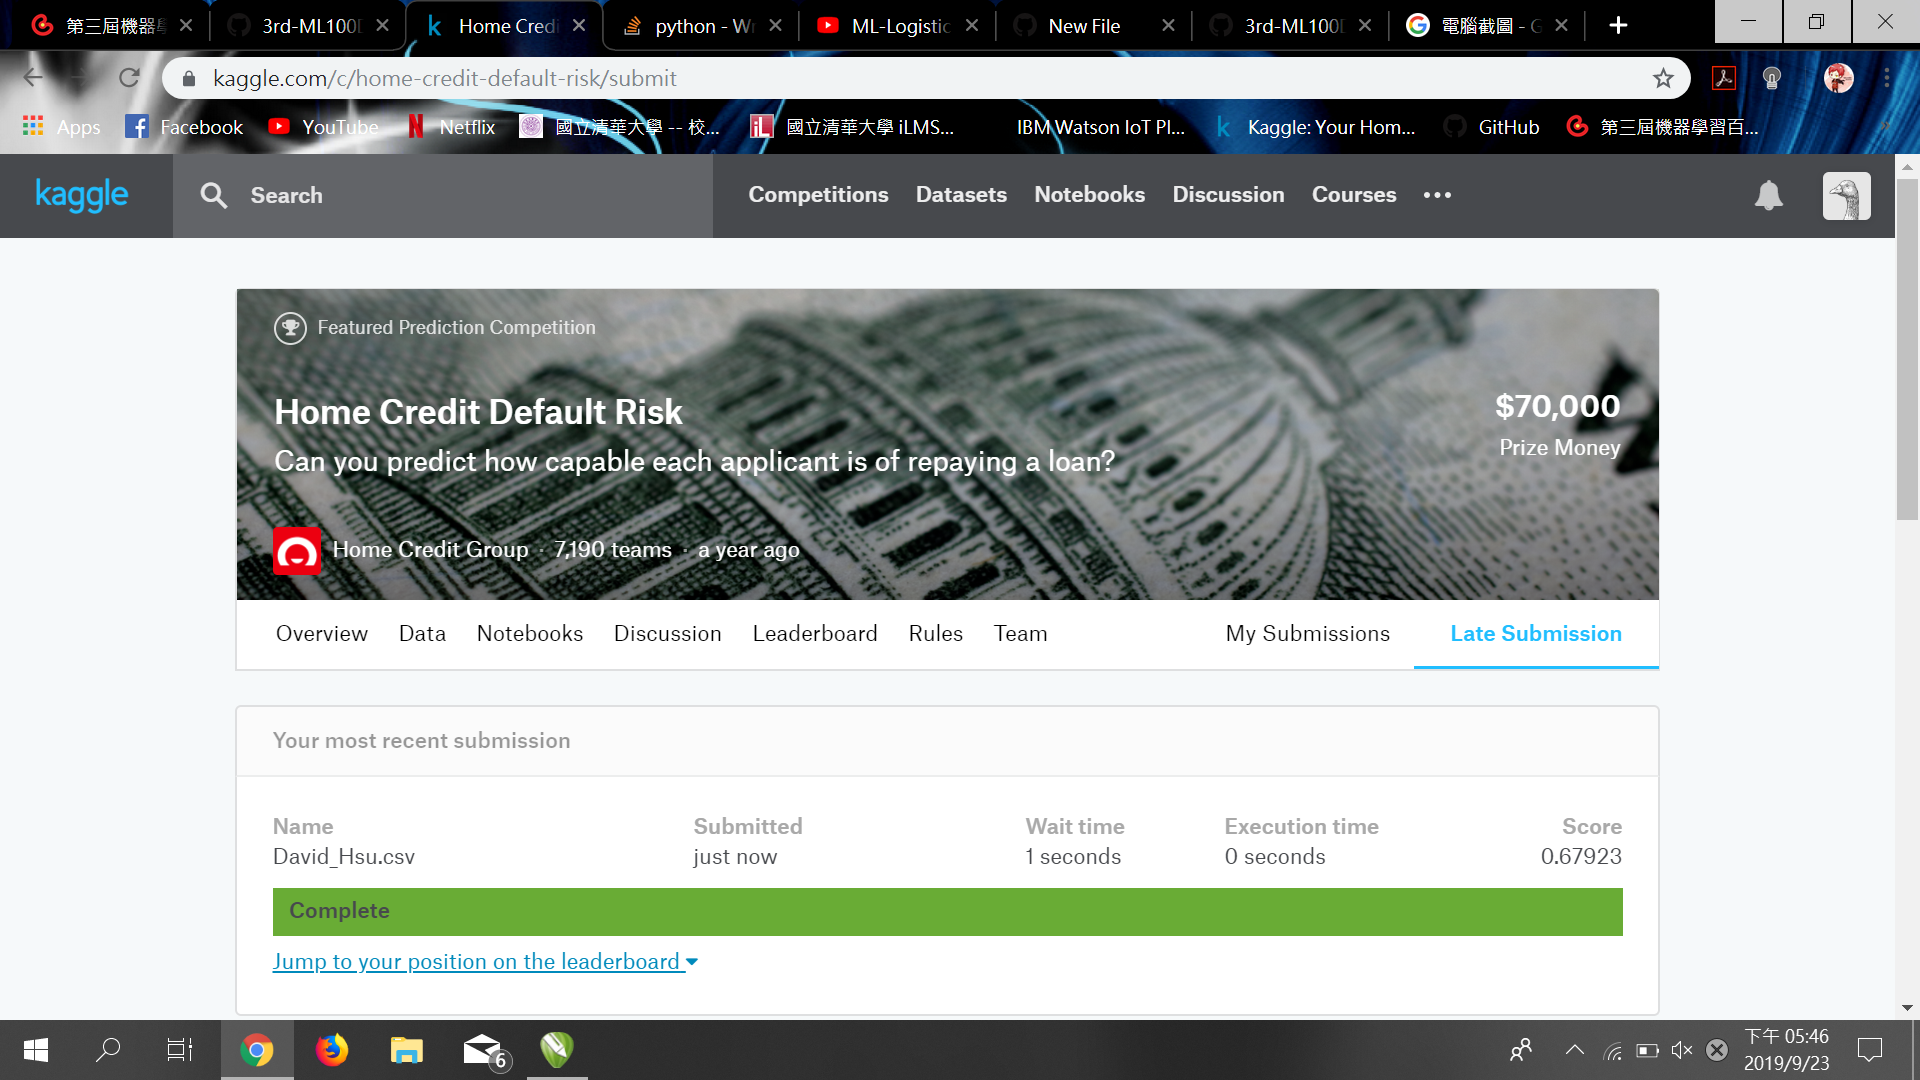 第三屆機器學
3rd-ML100D
Home Credi
python - Wr
ML-Logistic
New File
3rd-ML100D
電腦截圖 - G
kaggle.com/c/home-credit-default-risk/submit
Apps
Facebook
YouTube
Netflix
國立清華大學 -- 校...
國立清華大學 iLMS...
IBM Watson IoT Pl...
Kaggle: Your Hom...
GitHub
第三屆機器學習百...
kaggle
Search
Competitions
Datasets
Notebooks
Discussion
Courses
Featured Prediction Competition
Home Credit Default Risk
Can you predict how capable each applicant is of repaying a loan?
$70,000
Prize Money
Home Credit Group · 7,190 teams · a year ago
Overview
Data
Notebooks
Discussion
Leaderboard
Rules
Team
My Submissions
Late Submission
Your most recent submission
Name
Submitted
Wait time
Execution time
Score
David_Hsu.csv
just now
1 seconds
0 seconds
0.67923
Complete
Jump to your position on the leaderboard
6
下午 05:46
2019/9/23